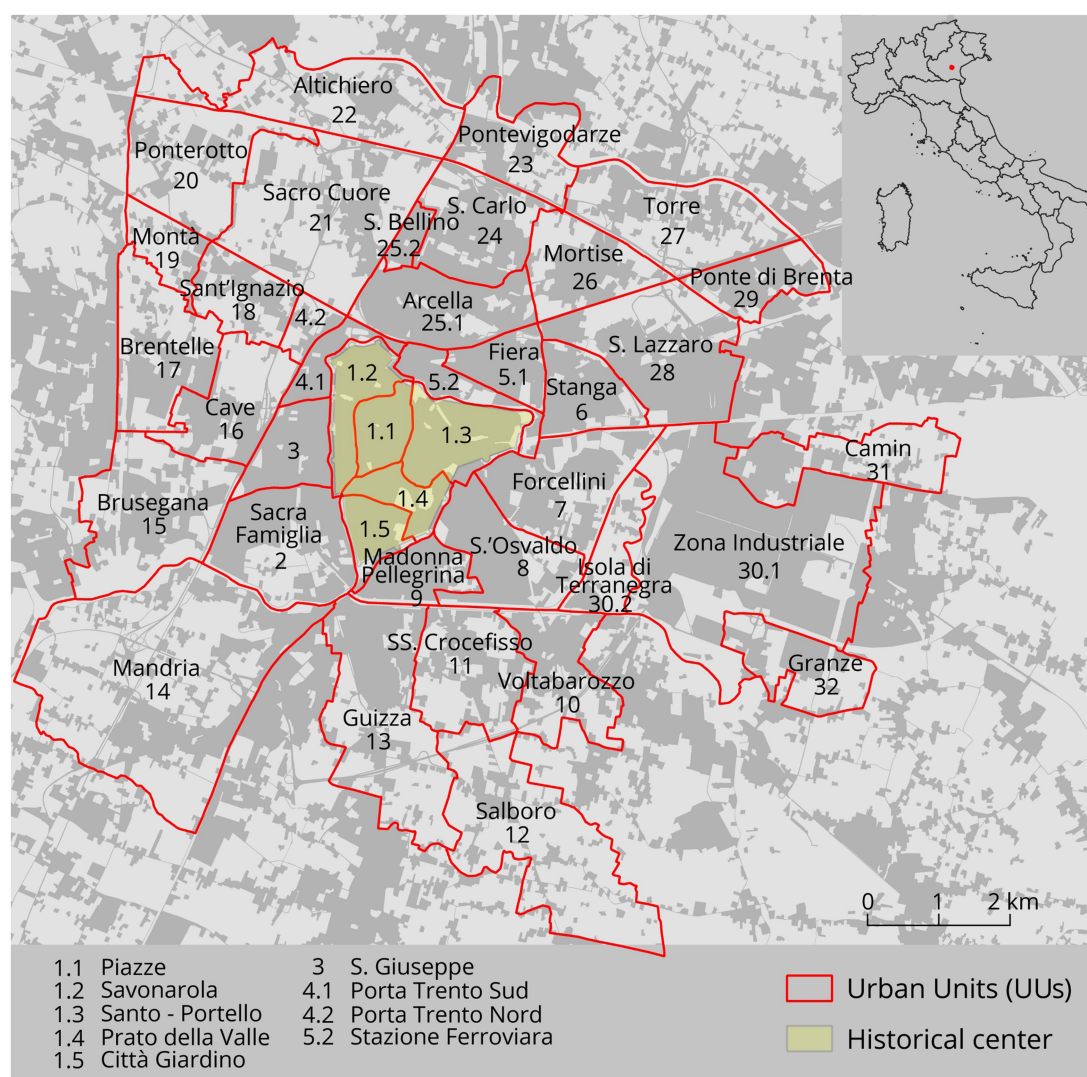 Altichiero
22
Pontevigodarze
23
Ponterotto
20
Sacro Cuore
21
S. Bellino
25.2
S. Carlo
24
Torre
27
Montà
19
Mortise
26
Sant'Ignazio
18
4.2
Arcella
25.1
Ponte di Brenta
29
Brentelle
17
4.1
1.2
5.2
Fiera
5.1
S. Lazzaro
28
Stanga
6
Cave
16
3
1.1
1.3
Camin
31
Brusegana
15
Sacra
Famiglia
2
1.4
1.5
Forcellini
7
Madonna
Pellegrina
9
S.'Osvaldo
8
Isola di
Terranegra
30.2
Zona Industriale
30.1
Mandria
14
SS. Crocefisso
11
Voltabarozzo
10
Granze
32
Guizza
13
Salboro
12
0 1 2 km
1.1 Piazze
1.2 Savonarola
1.3 Santo - Portello
1.4 Prato della Valle
1.5 Città Giardino
3 S. Giuseppe
4.1 Porta Trento Sud
4.2 Porta Trento Nord
5.2 Stazione Ferroviara
Urban Units (UUs)
Historical center